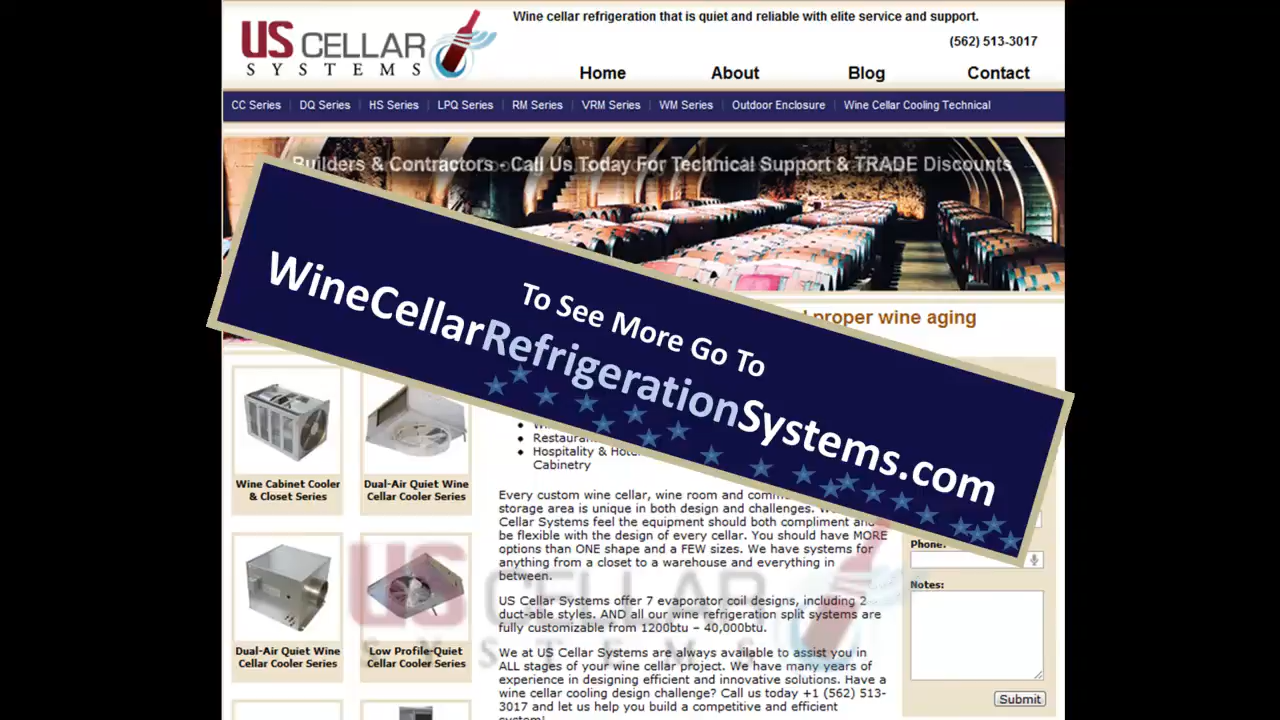 US CELLAR
SYSTEMS
Wine cellar refrigeration that is quiet and reliable with elite service and support.
(562) 513-3017
Home About Blog Contact
CC Series DQ Series HS Series LPQ Series RM Series VRM Series WM Series Outdoor Enclosure Wine Cellar Cooling Technical
Builders & Contractors - Call Us Today For Technical Support & TRADE Discounts
To See More Go To
WineCellarRefrigerationSystems.com
proper wine aging
Wine Cabinet Cooler
& Closet Series
Dual-Air Quiet Wine
Cellar Cooler Series
Dual-Air Quiet Wine
Cellar Cooler Series
Low Profile-Quiet
Cellar Cooler Series
Hospitality &
Cabinetry
Every custom wine cellar, wine room and
storage area is unique in both design and challenges.
Cellar Systems feel the equipment should both compliment and
be flexible with the design of every cellar. You should have MORE
options than ONE shape and a FEW sizes. We have systems for
anything from a closet to a warehouse and everything in
between.
US Cellar Systems offer 7 evaporator coil designs, including 2
duct-able styles. AND all our wine refrigeration split systems are
fully customizable from 1200btu – 40,000btu.
We at US Cellar Systems are always available to assist you in
ALL stages of your wine cellar project. We have many years of
experience in designing efficient and innovative solutions. Have a
wine cellar cooling design challenge? Call us today +1 (562) 513-
3017 and let us help you build a competitive and efficient
system!
Phone:
Notes:
Submit
US CELLAR
SYSTEMS